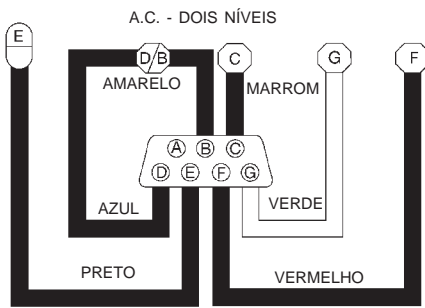 A.C. - DOIS NÍVEIS
E
D/B
C
G
F
AMARELO
MARROM
A B C
D E F G
AZUL
VERDE
PRETO
VERMELHO